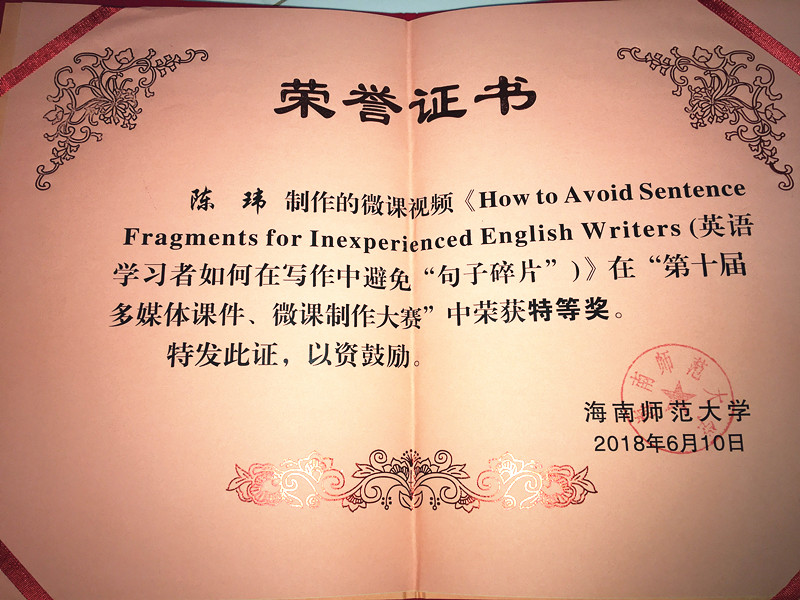 荣誉证书
陈 玮 制作的微课视频《How to Avoid Sentence
Fragments for Inexperienced English Writers (英语
学习者如何在写作中避免“句子碎片”)》在“第十届
多媒体课件、微课制作大赛”中荣获特等奖。
特发此证，以资鼓励。
海南师范大学
2018年6月10日